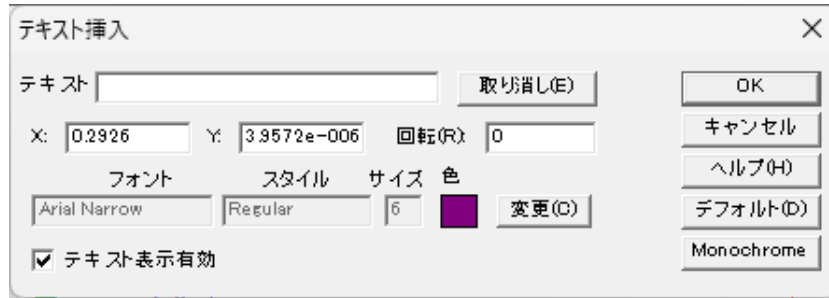 テキスト挿入
テキスト 取り消し(E) OK
X: 0.2926 Y: 3.9572e-006 回転(R): 0 キャンセル
フォント スタイル サイズ 色 ヘルプ(H)
Arial Narrow Regular 6 変更(C) デフォルト(D)
テキスト表示有効 Monochrome